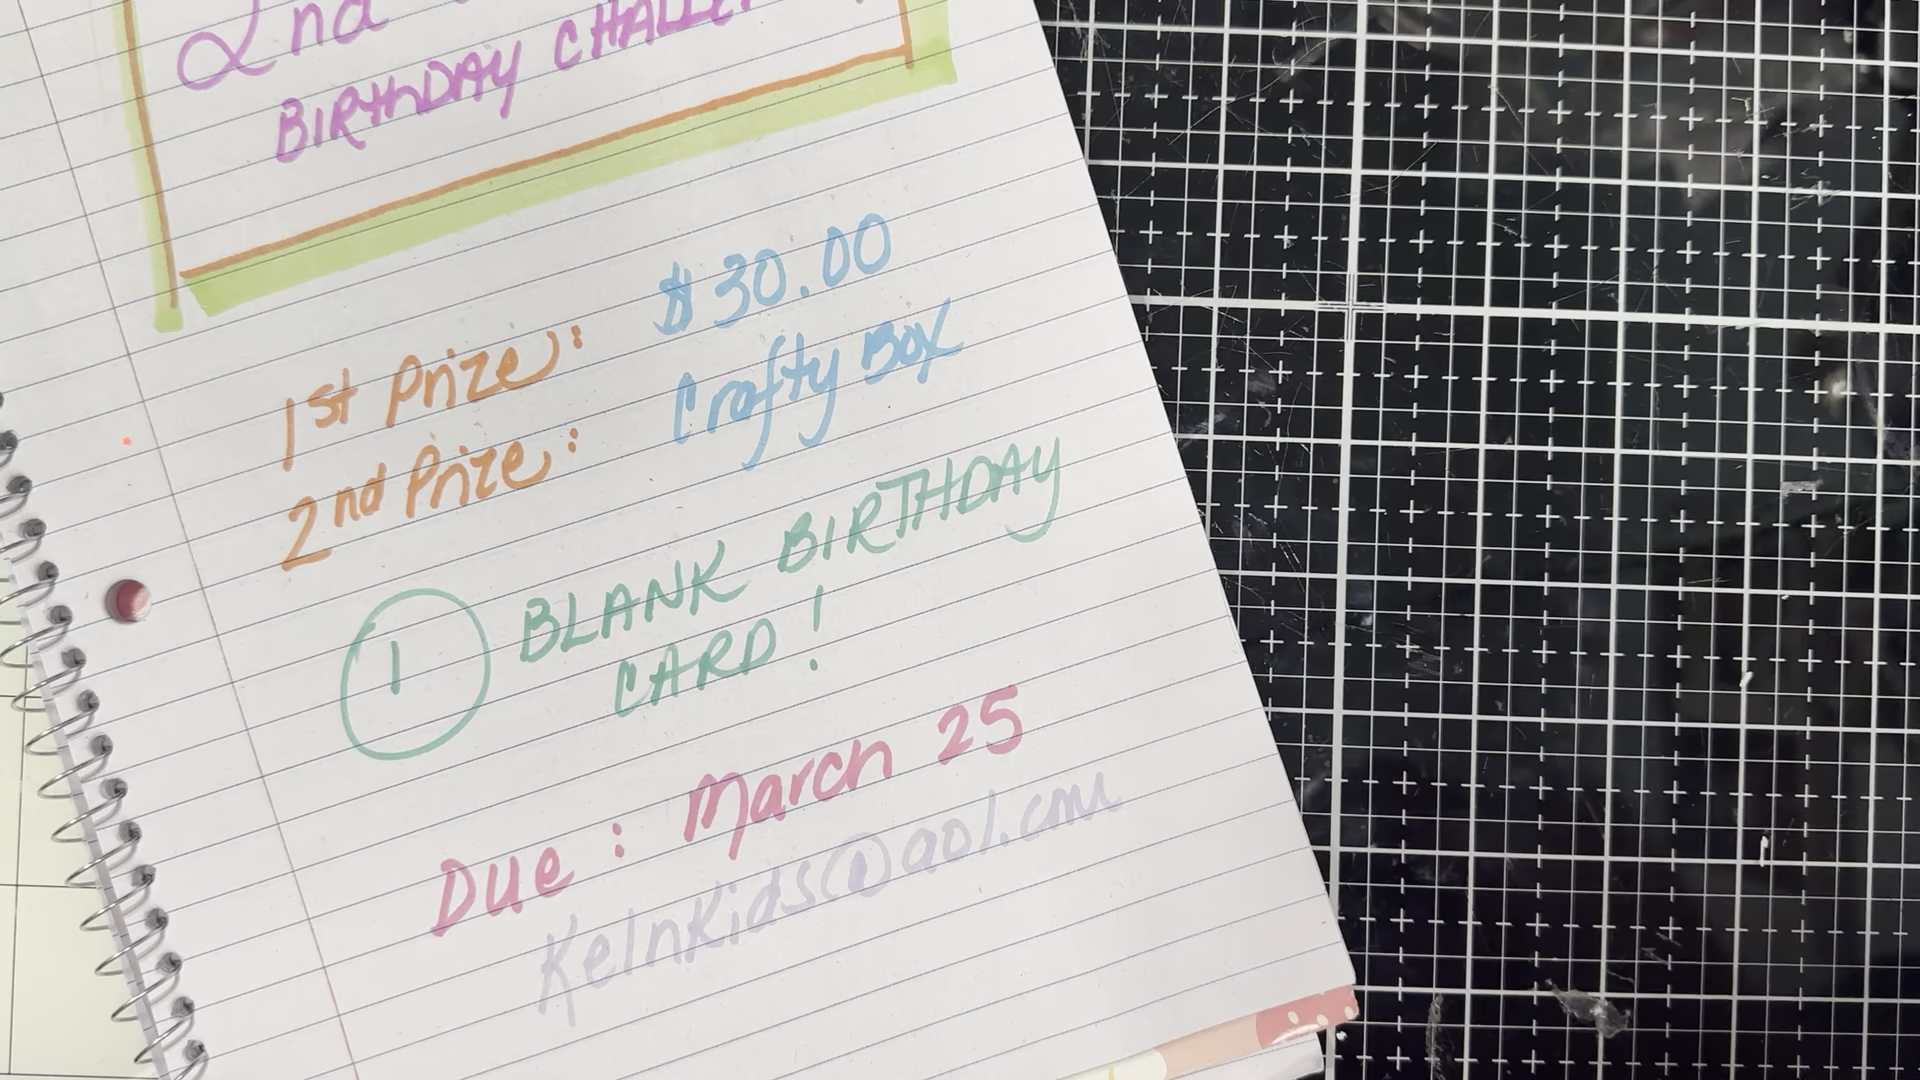 2nd
BIRTHDAY CHALLE
1st Prize: $30.00
2nd Prize: Crafty Box
1 BLANK BIRTHDAY
CARD!
Due: March 25
Kelnkids@aol.com